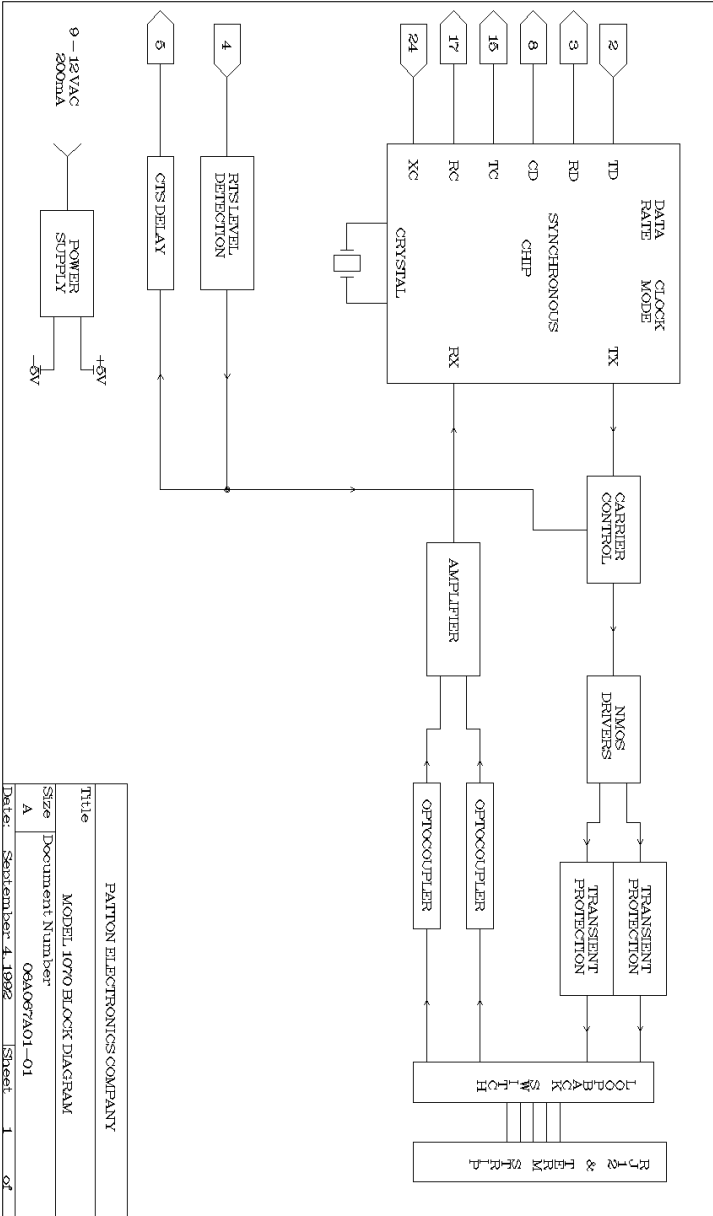 2
3
8
15
17
24
DATA
RATE
CLOCK
MODE
TD
RD
CD
TC
RC
XC
SYNCHRONOUS
CHIP
TX
RX
CRYSTAL
CARRIER
CONTROL
NMOS
DRIVERS
TRANSIENT
PROTECTION
TRANSIENT
PROTECTION
AMPLIFIER
OPTOCOUPLER
OPTOCOUPLER
LOOPBACK SWITCH
RJ12 & TERM STRIP
4
RTS LEVEL
DETECTION
5
CTS DELAY
9 - 12 VAC
200mA
POWER
SUPPLY
+5V
-5V
PATTON ELECTRONICS COMPANY
Title
MODEL 1070 BLOCK DIAGRAM
Size Document Number
A 06A067A01-01
Date: September 4, 1992 Sheet 1 of